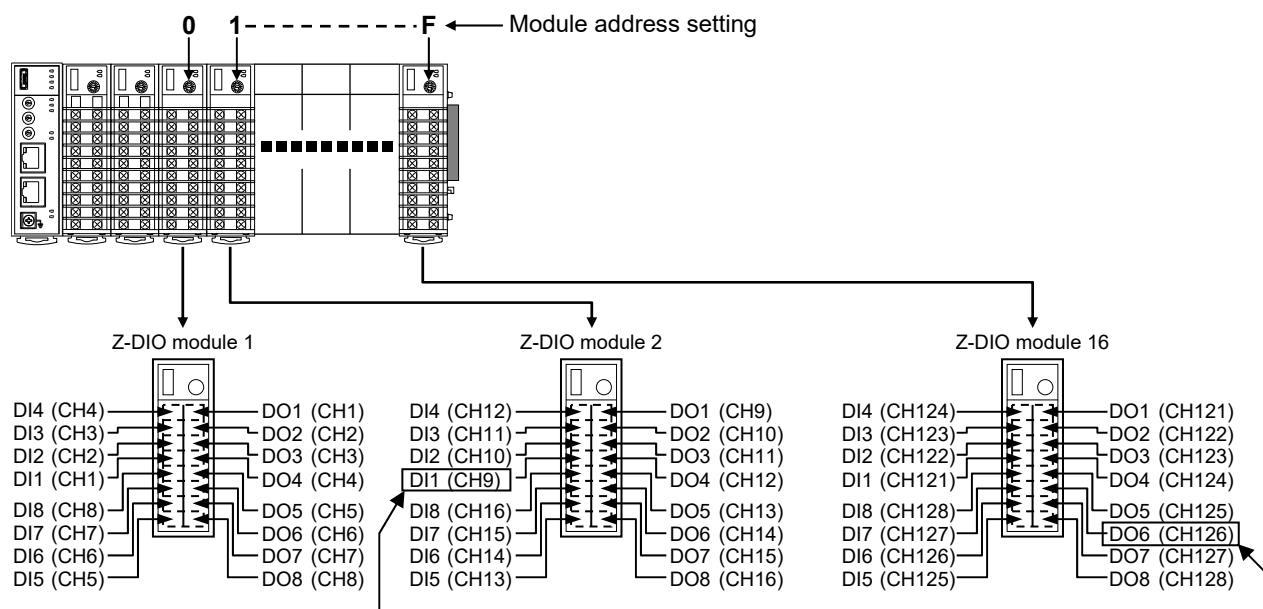 0 1 F Module address setting
Z-DIO module 1 Z-DIO module 2 Z-DIO module 16
DI4 (CH4) DO1 (CH1) DI4 (CH12) DO1 (CH9) DI4 (CH124) DO1 (CH121)
DI3 (CH3) DO2 (CH2) DI3 (CH11) DO2 (CH10) DI3 (CH123) DO2 (CH122)
DI2 (CH2) DO3 (CH3) DI2 (CH10) DO3 (CH11) DI2 (CH122) DO3 (CH123)
DI1 (CH1) DO4 (CH4) DI1 (CH9) DO4 (CH12) DI1 (CH121) DO4 (CH124)
DI8 (CH8) DO5 (CH5) DI8 (CH16) DO5 (CH13) DI8 (CH128) DO5 (CH125)
DI7 (CH7) DO6 (CH6) DI7 (CH15) DO6 (CH14) DI7 (CH127) DO6 (CH126)
DI6 (CH6) DO7 (CH7) DI6 (CH14) DO7 (CH15) DI6 (CH126) DO7 (CH127)
DI5 (CH5) DO8 (CH8) DI5 (CH13) DO8 (CH16) DI5 (CH125) DO8 (CH128)